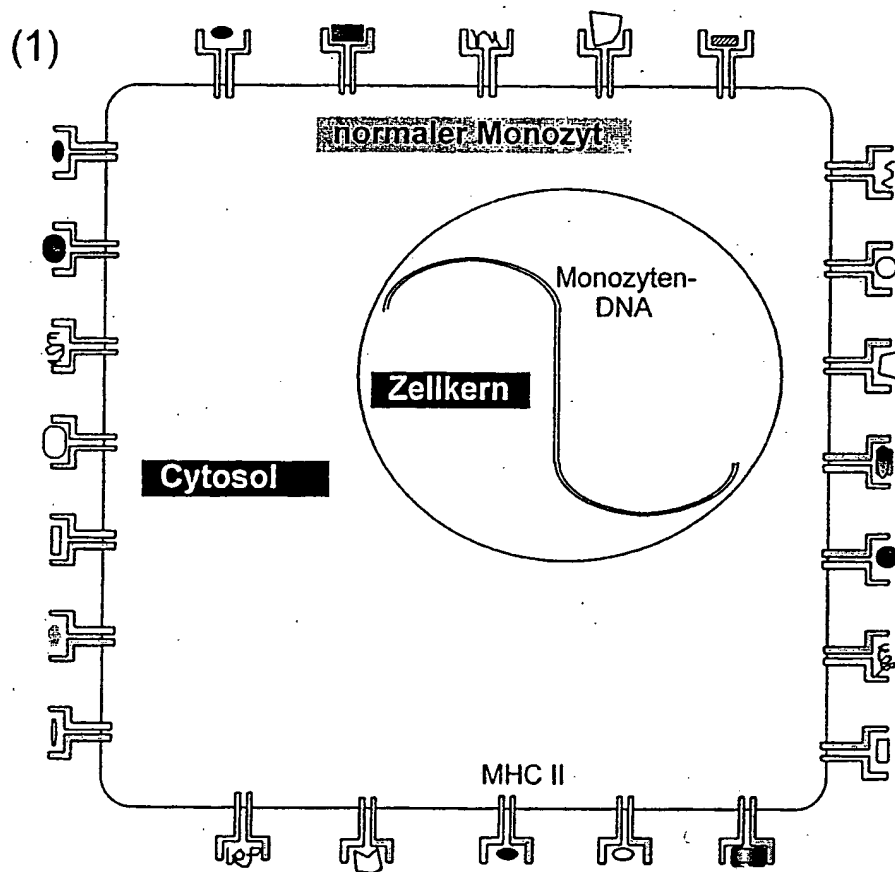 (1)
normaler Monozyt
Monozyten-
DNA
Zellkern
Cytosol
MHC II